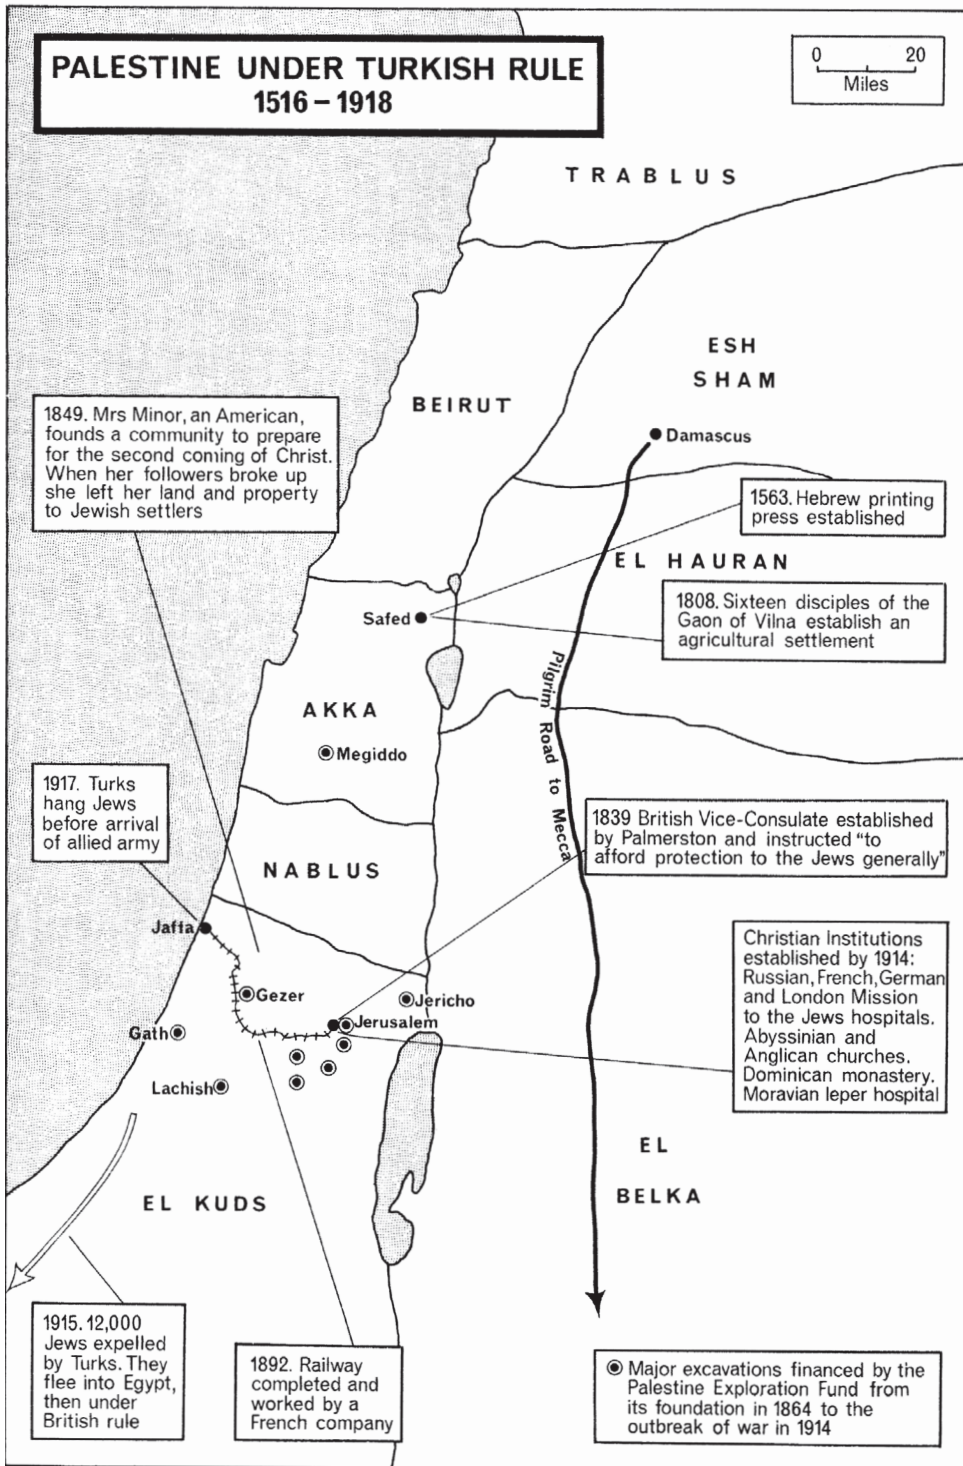 PALESTINE UNDER TURKISH RULE
1516 – 1918
0 20
Miles
TRABLUS
ESH
SHAM
BEIRUT
Damascus
1849. Mrs Minor, an American,
founds a community to prepare
for the second coming of Christ.
When her followers broke up
she left her land and property
to Jewish settlers
1563. Hebrew printing
press established
EL HAURAN
1808. Sixteen disciples of the
Gaon of Vilna establish an
agricultural settlement
Safed
Pilgrim Road to Mecca
AKKA
Megiddo
1917. Turks
hang Jews
before arrival
of allied army
1839 British Vice-Consulate established
by Palmerston and instructed “to
afford protection to the Jews generally”
NABLUS
Jaffa
Christian Institutions
established by 1914:
Russian, French, German
and London Mission
to the Jews hospitals.
Abyssinian and
Anglican churches.
Dominican monastery.
Moravian leper hospital
Gezer
Jericho
Jerusalem
Gath
Lachish
EL
BELKA
EL KUDS
1915. 12,000
Jews expelled
by Turks. They
flee into Egypt,
then under
British rule
1892. Railway
completed and
worked by a
French company
Major excavations financed by the
Palestine Exploration Fund from
its foundation in 1864 to the
outbreak of war in 1914